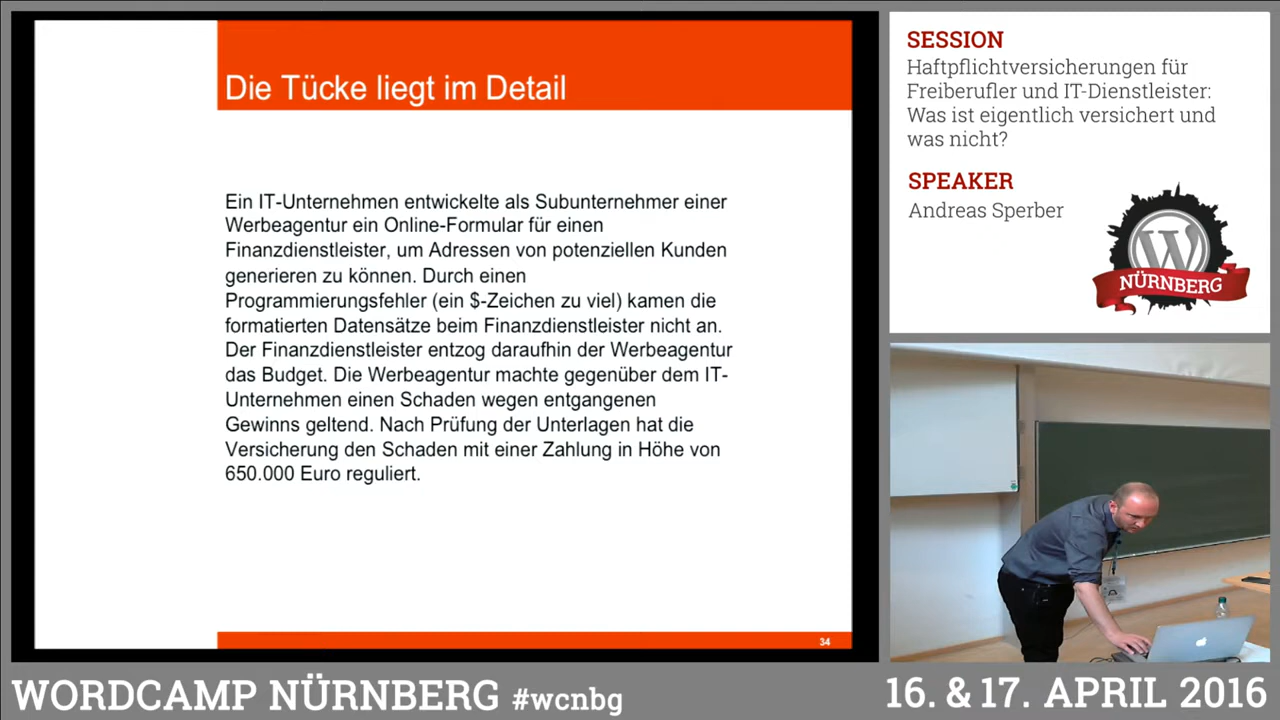 Die Tücke liegt im Detail
Ein IT-Unternehmen entwickelte als Subunternehmer einer
Werbeagentur ein Online-Formular für einen
Finanzdienstleister, um Adressen von potenziellen Kunden
generieren zu können. Durch einen
Programmierungsfehler (ein $-Zeichen zu viel) kamen die
formatierten Datensätze beim Finanzdienstleister nicht an.
Der Finanzdienstleister entzog daraufhin der Werbeagentur
das Budget. Die Werbeagentur machte gegenüber dem IT-
Unternehmen einen Schaden wegen entgangenen
Gewinns geltend. Nach Prüfung der Unterlagen hat die
Versicherung den Schaden mit einer Zahlung in Höhe von
650.000 Euro reguliert.
34
SESSION
Haftpflichtversicherungen für
Freiberufler und IT-Dienstleister:
Was ist eigentlich versichert und
was nicht?
SPEAKER
Andreas Sperber
W
NÜRNBERG
WORDCAMP NÜRNBERG #wcnbg
16. & 17. APRIL 2016